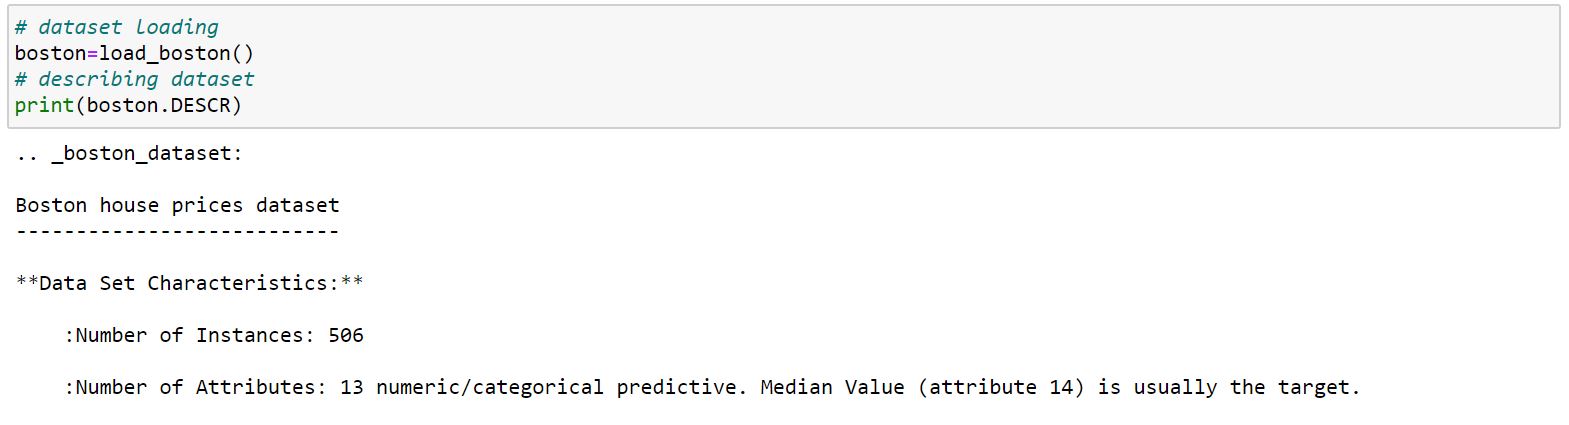 # dataset loading
boston=load_boston()
# describing dataset
print(boston.DESCR)
.. _boston_dataset:
Boston house prices dataset
---------------------------
**Data Set Characteristics:**
:Number of Instances: 506
:Number of Attributes: 13 numeric/categorical predictive. Median Value (attribute 14) is usually the target.